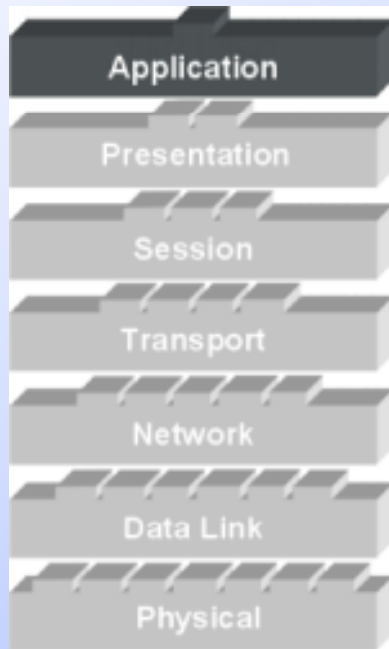 Application
Presentation
Session
Transport
Network
Data Link
Physical